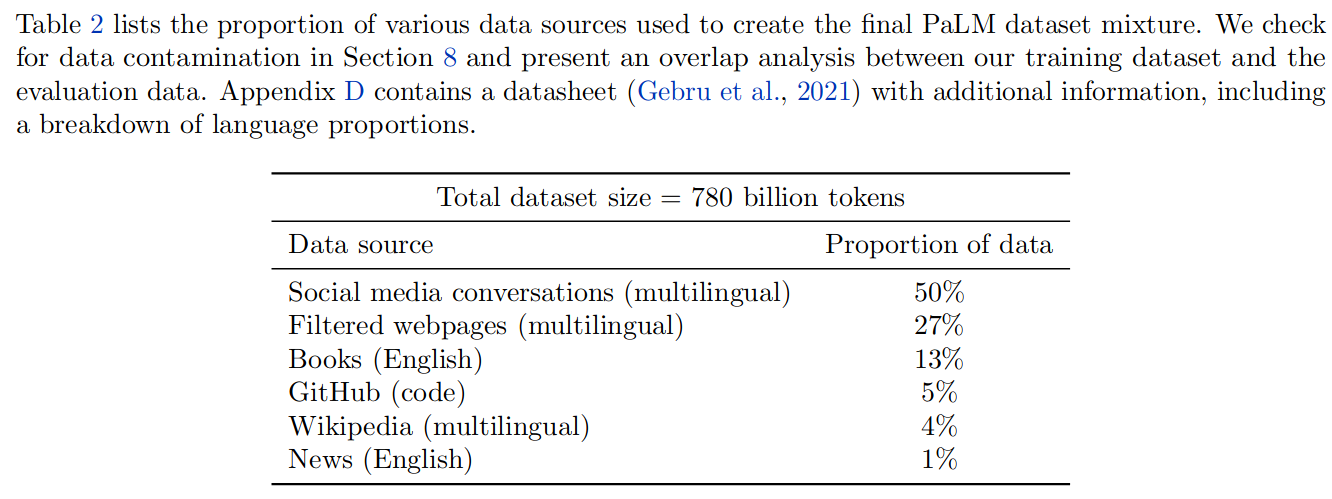 Table 2 lists the proportion of various data sources used to create the final PaLM dataset mixture. We check
for data contamination in Section 8 and present an overlap analysis between our training dataset and the
evaluation data. Appendix D contains a datasheet (Gebru et al., 2021) with additional information, including
a breakdown of language proportions.
Total dataset size = 780 billion tokens
Data source Proportion of data
Social media conversations (multilingual) 50%
Filtered webpages (multilingual) 27%
Books (English) 13%
GitHub (code) 5%
Wikipedia (multilingual) 4%
News (English) 1%